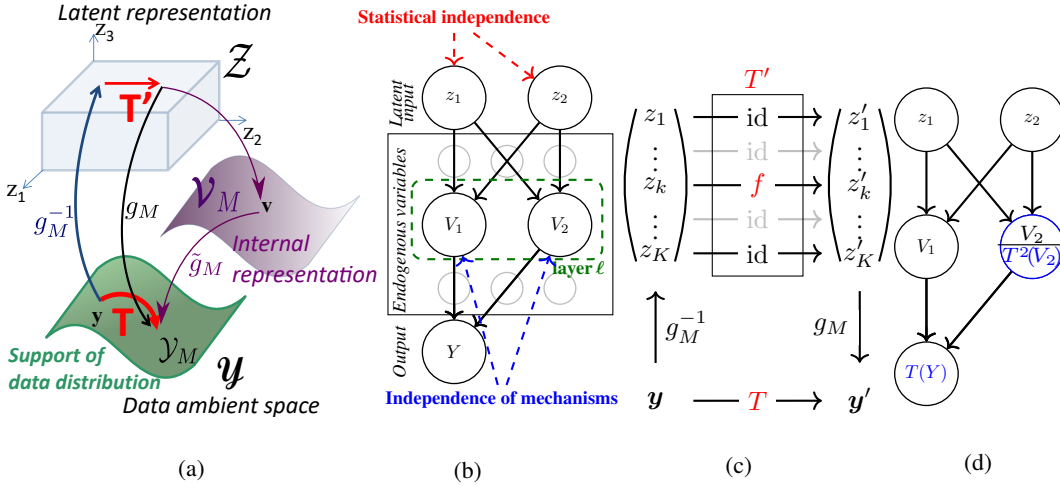 Latent representation
z3
𝒵
T'
z2
z1
g_M^{-1}
g_M
𝒱_M
v
g̃_M
Internal
representation
y
T
𝒴_M
Support of
data distribution
𝓨
Data ambient space
(a)
Statistical independence
Latent
input
z1
z2
Endogenous variables
V1
V2
layer ℓ
Output
Y
Independence of mechanisms
(b)
T'
z1 id z'1
⋮ id ⋮
zk f z'k
⋮ id ⋮
zK id z'K
g_M^{-1}
g_M
y T y'
(c)
z1
z2
V1
V2
T²(V2)
T(Y)
(d)